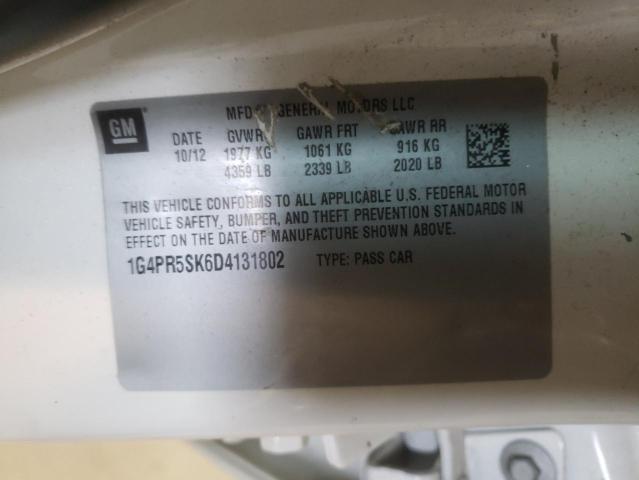 GM
MFD BY GENERAL MOTORS LLC
DATE GVWR GAWR FRT GAWR RR
10/12 1977 KG 1061 KG 916 KG
4359 LB 2339 LB 2020 LB
THIS VEHICLE CONFORMS TO ALL APPLICABLE U.S. FEDERAL MOTOR
VEHICLE SAFETY, BUMPER, AND THEFT PREVENTION STANDARDS IN
EFFECT ON THE DATE OF MANUFACTURE SHOWN ABOVE.
1G4PR5SK6D4131802 TYPE: PASS CAR